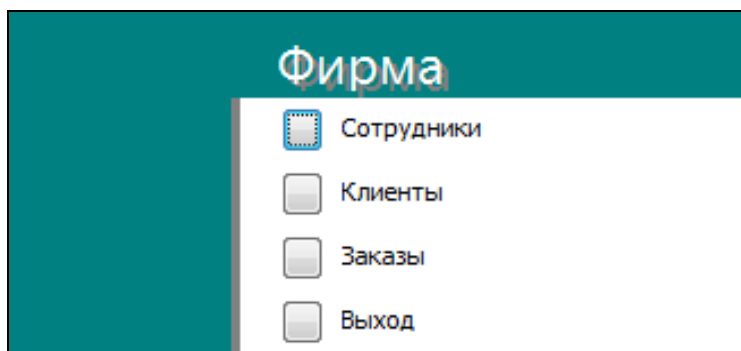 Фирма
Сотрудники
Клиенты
Заказы
Выход